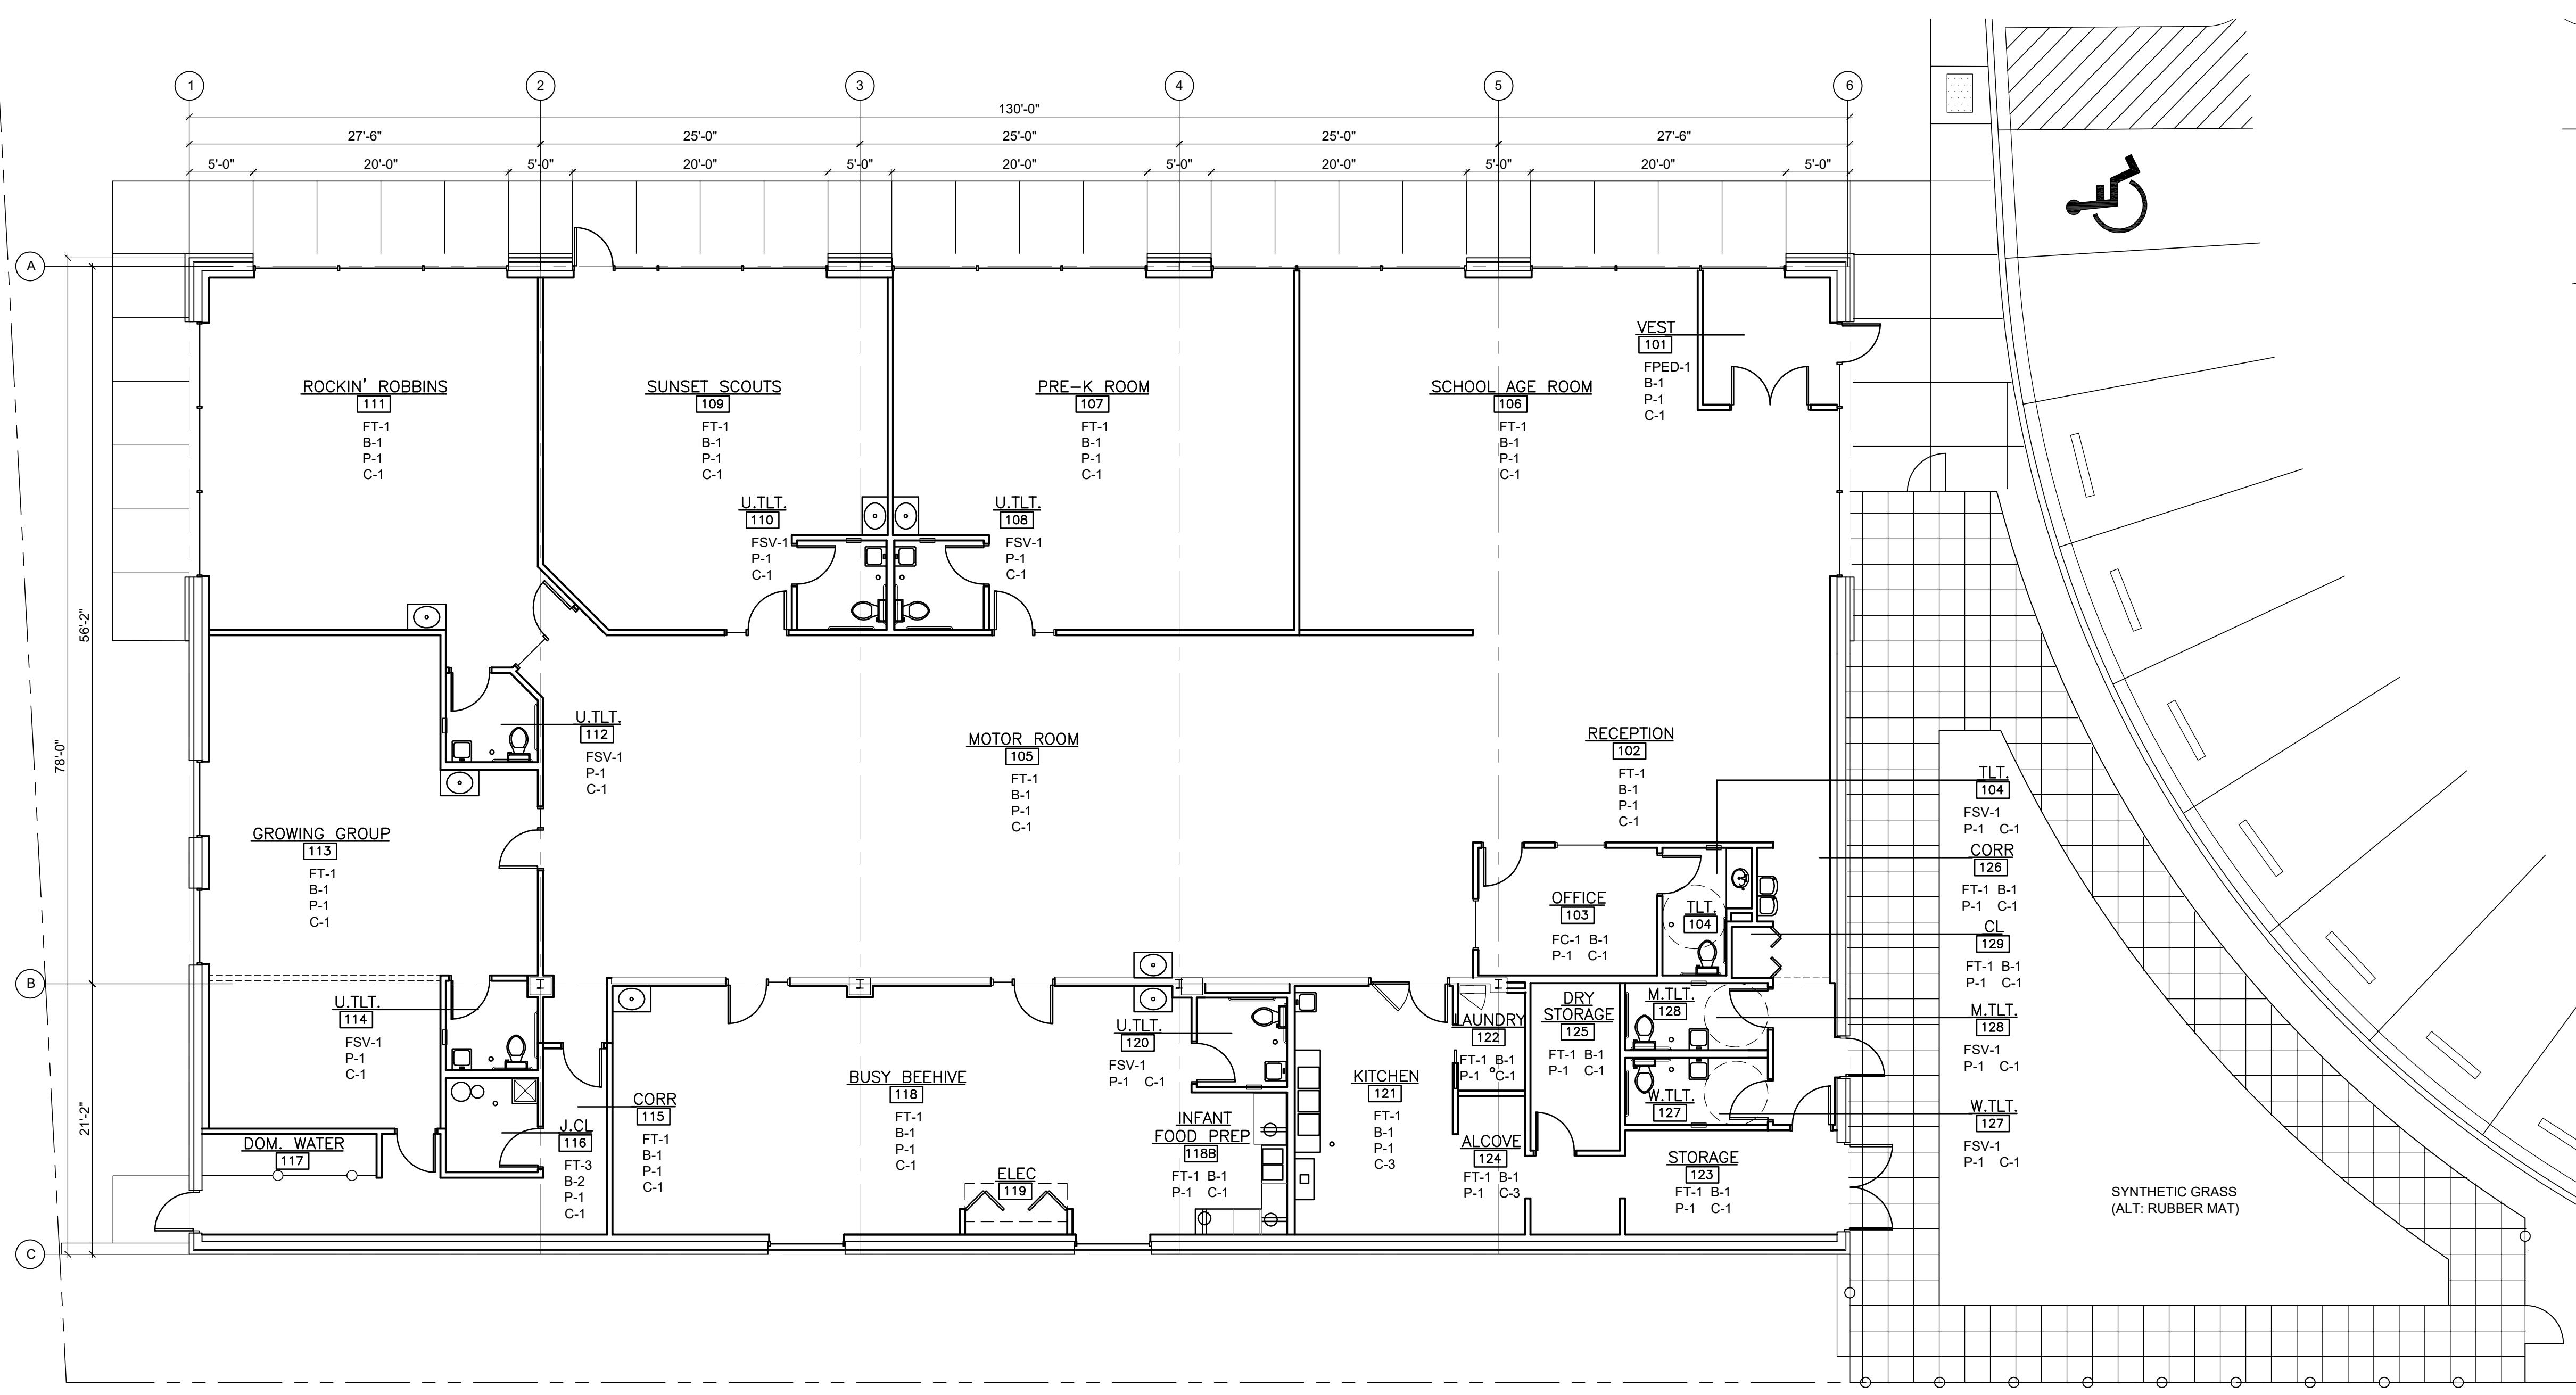 1
2
3
4
5
6
130'-0"
27'-6"
25'-0"
25'-0"
25'-0"
27'-6"
5'-0"
20'-0"
5'-0"
20'-0"
5'-0"
20'-0"
5'-0"
20'-0"
5'-0"
20'-0"
5'-0"
A
B
C
56'-2"
78'-0"
21'-2"
ROCKIN' ROBBINS
111
FT-1
B-1
P-1
C-1
SUNSET SCOUTS
109
FT-1
B-1
P-1
C-1
PRE-K ROOM
107
FT-1
B-1
P-1
C-1
SCHOOL AGE ROOM
106
FT-1
B-1
P-1
C-1
VEST
101
FPED-1
B-1
P-1
C-1
U.TLT.
110
FSV-1
P-1
C-1
U.TLT.
108
FSV-1
P-1
C-1
U.TLT.
112
FSV-1
P-1
C-1
MOTOR ROOM
105
FT-1
B-1
P-1
C-1
RECEPTION
102
FT-1
B-1
P-1
C-1
GROWING GROUP
113
FT-1
B-1
P-1
C-1
OFFICE
103
FC-1 B-1
P-1 C-1
TLT.
104
TLT.
104
FSV-1
P-1 C-1
CORR
126
FT-1 B-1
P-1 C-1
CL
129
FT-1 B-1
P-1 C-1
M.TLT.
128
FSV-1
P-1 C-1
W.TLT.
127
FSV-1
P-1 C-1
U.TLT.
114
FSV-1
P-1
C-1
J.CL
116
FT-3
B-2
P-1
C-1
DOM. WATER
117
CORR
115
FT-1
B-1
P-1
C-1
BUSY BEEHIVE
118
FT-1
B-1
P-1
C-1
ELEC
119
U.TLT.
120
FSV-1
P-1 C-1
INFANT
FOOD PREP
118B
FT-1 B-1
P-1 C-1
KITCHEN
121
FT-1
B-1
P-1
C-3
LAUNDRY
122
FT-1 B-1
P-1 C-1
ALCOVE
124
FT-1 B-1
P-1 C-3
DRY
STORAGE
125
FT-1 B-1
P-1 C-1
M.TLT.
128
W.TLT.
127
STORAGE
123
FT-1 B-1
P-1 C-1
SYNTHETIC GRASS
(ALT: RUBBER MAT)